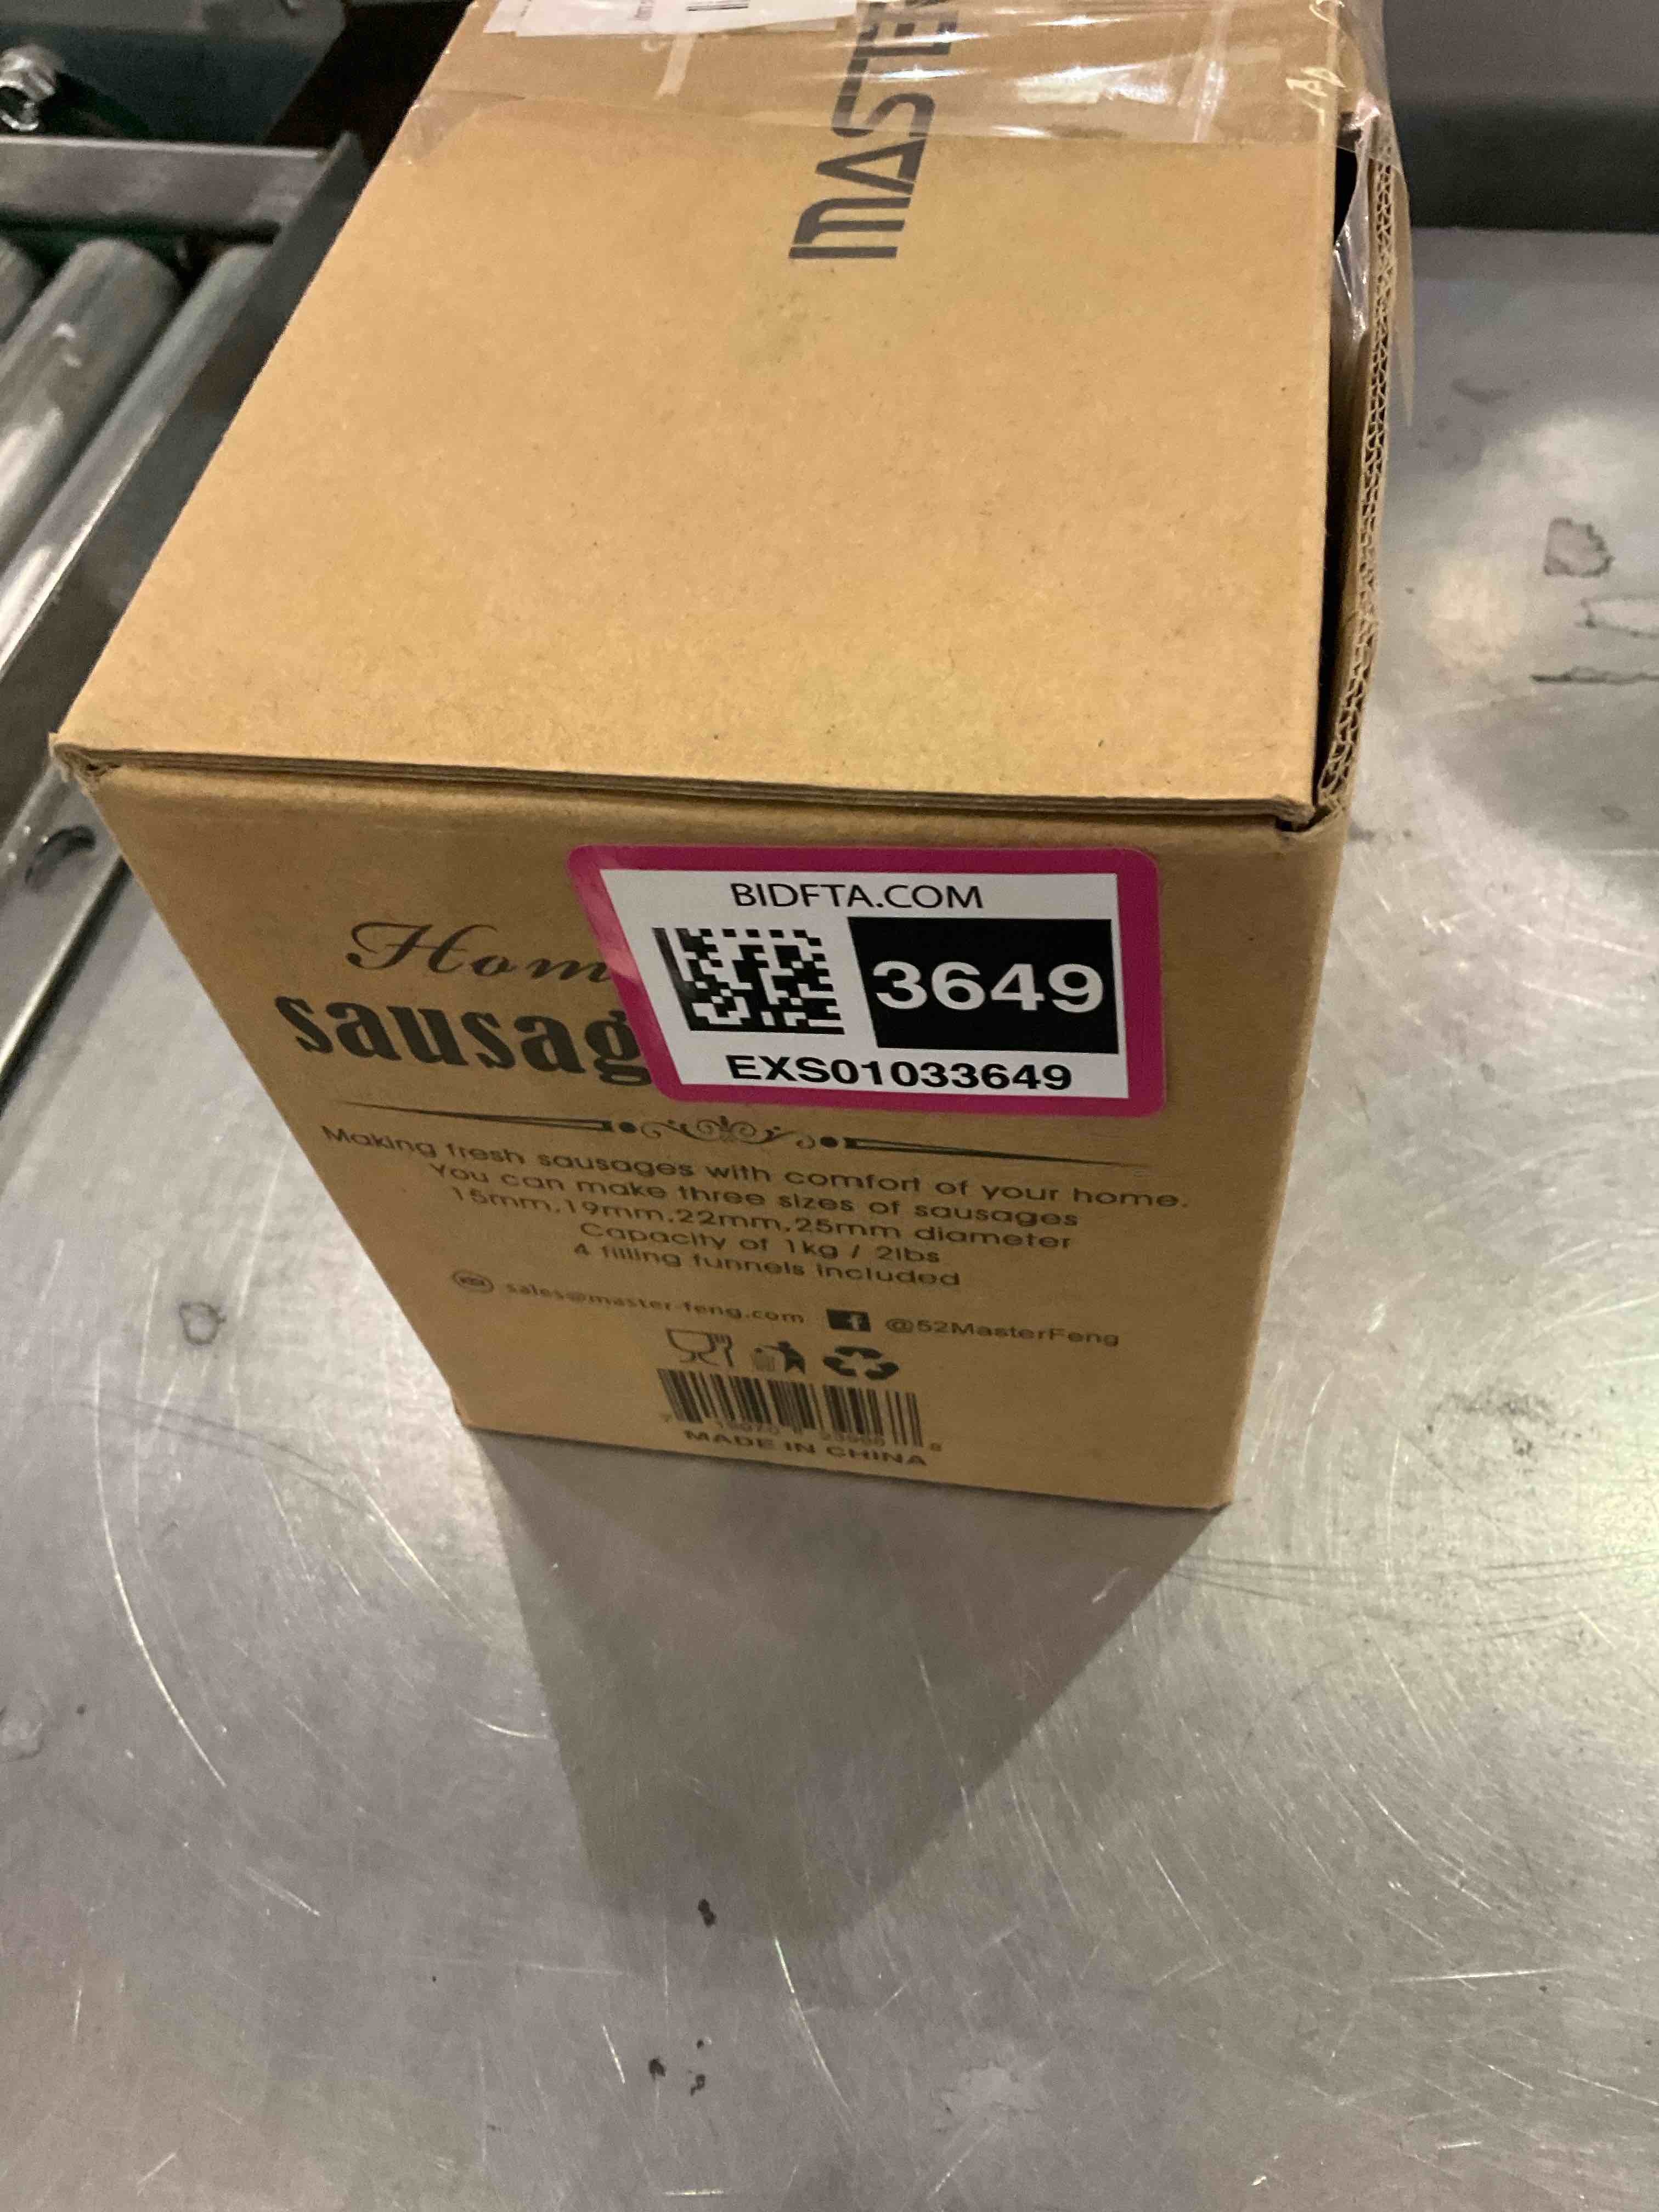 MASTE
BIDFTA.COM
3649
EXS01033649
Hom
sausag
Making fresh sausages with comfort of your home.
You can make three sizes of sausages
15mm,19mm,22mm,25mm diameter
Capacity of 1kg / 2lbs
4 filling funnels included
sales@master-feng.com @52MasterFeng
MADE IN CHINA